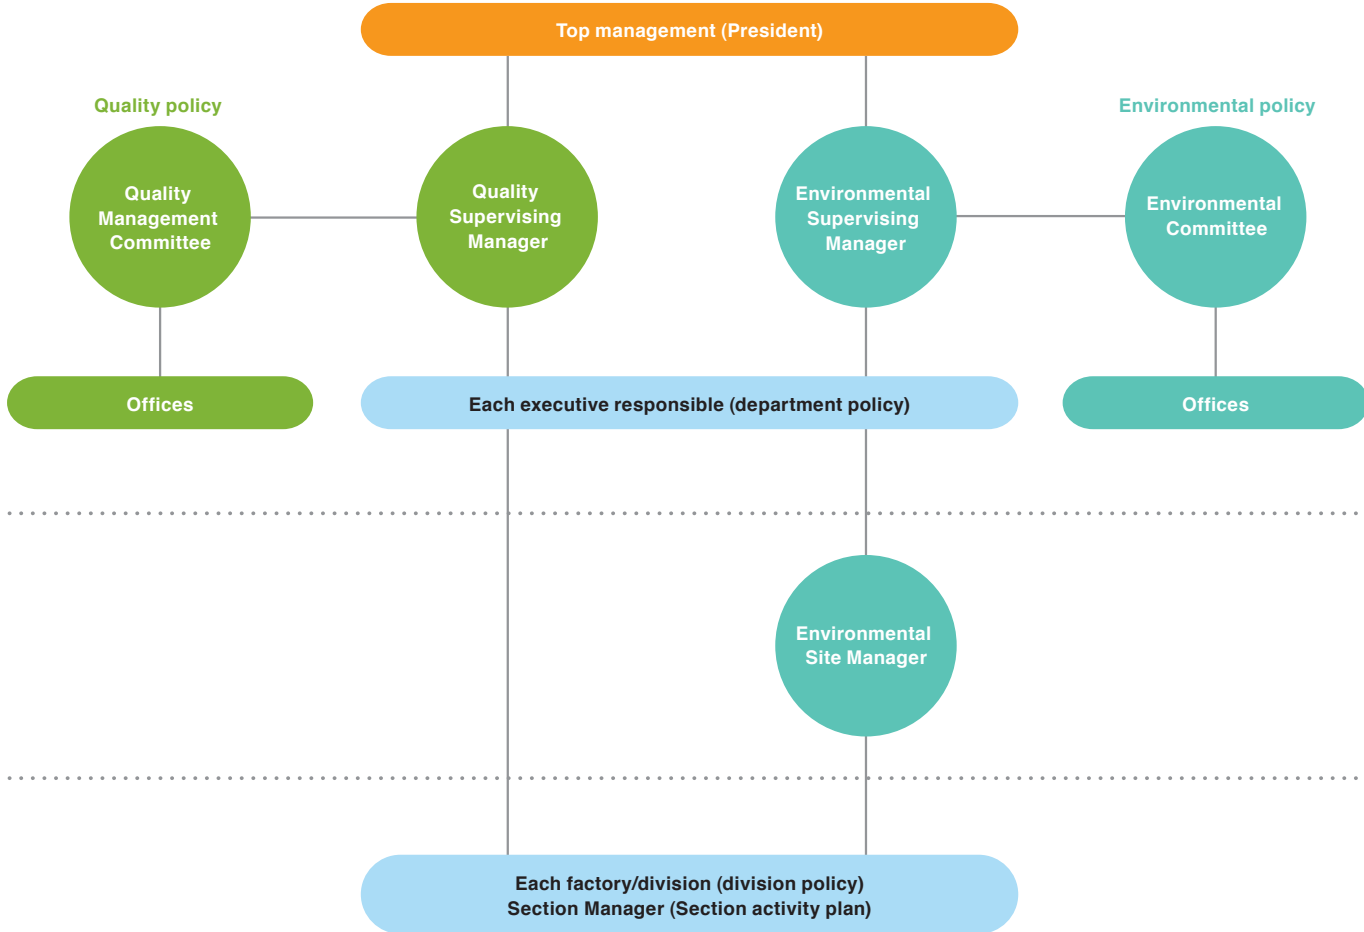 Top management (President)
Quality policy
Environmental policy
Quality
Management
Committee
Quality
Supervising
Manager
Environmental
Supervising
Manager
Environmental
Committee
Offices
Each executive responsible (department policy)
Offices
Environmental
Site Manager
Each factory/division (division policy)
Section Manager (Section activity plan)